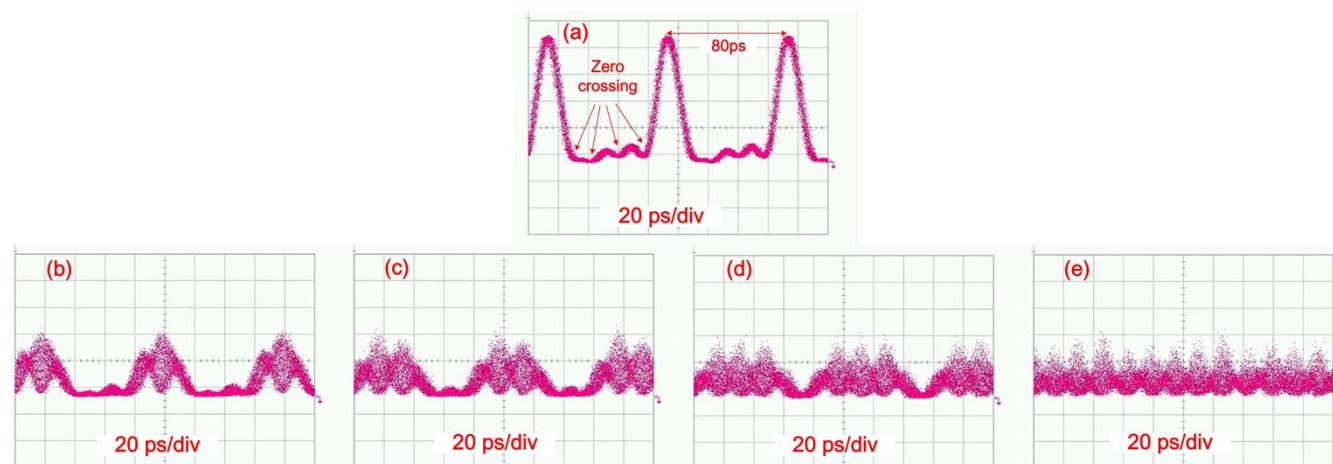 (a)
80ps
Zero
crossing
20 ps/div
(b)
(c)
(d)
(e)
20 ps/div
20 ps/div
20 ps/div
20 ps/div